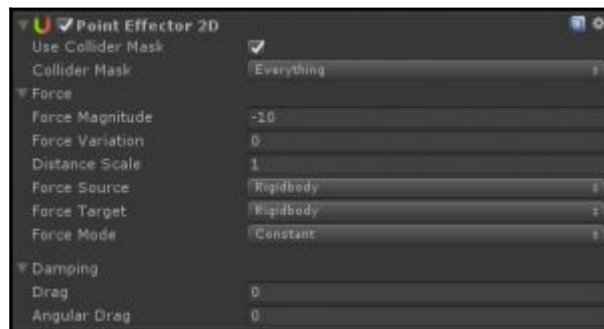 Point Effector 2D
Use Collider Mask
Collider Mask Everything
Force
Force Magnitude -10
Force Variation 0
Distance Scale 1
Force Source Rigidbody
Force Target Rigidbody
Force Mode Constant
Damping
Drag 0
Angular Drag 0